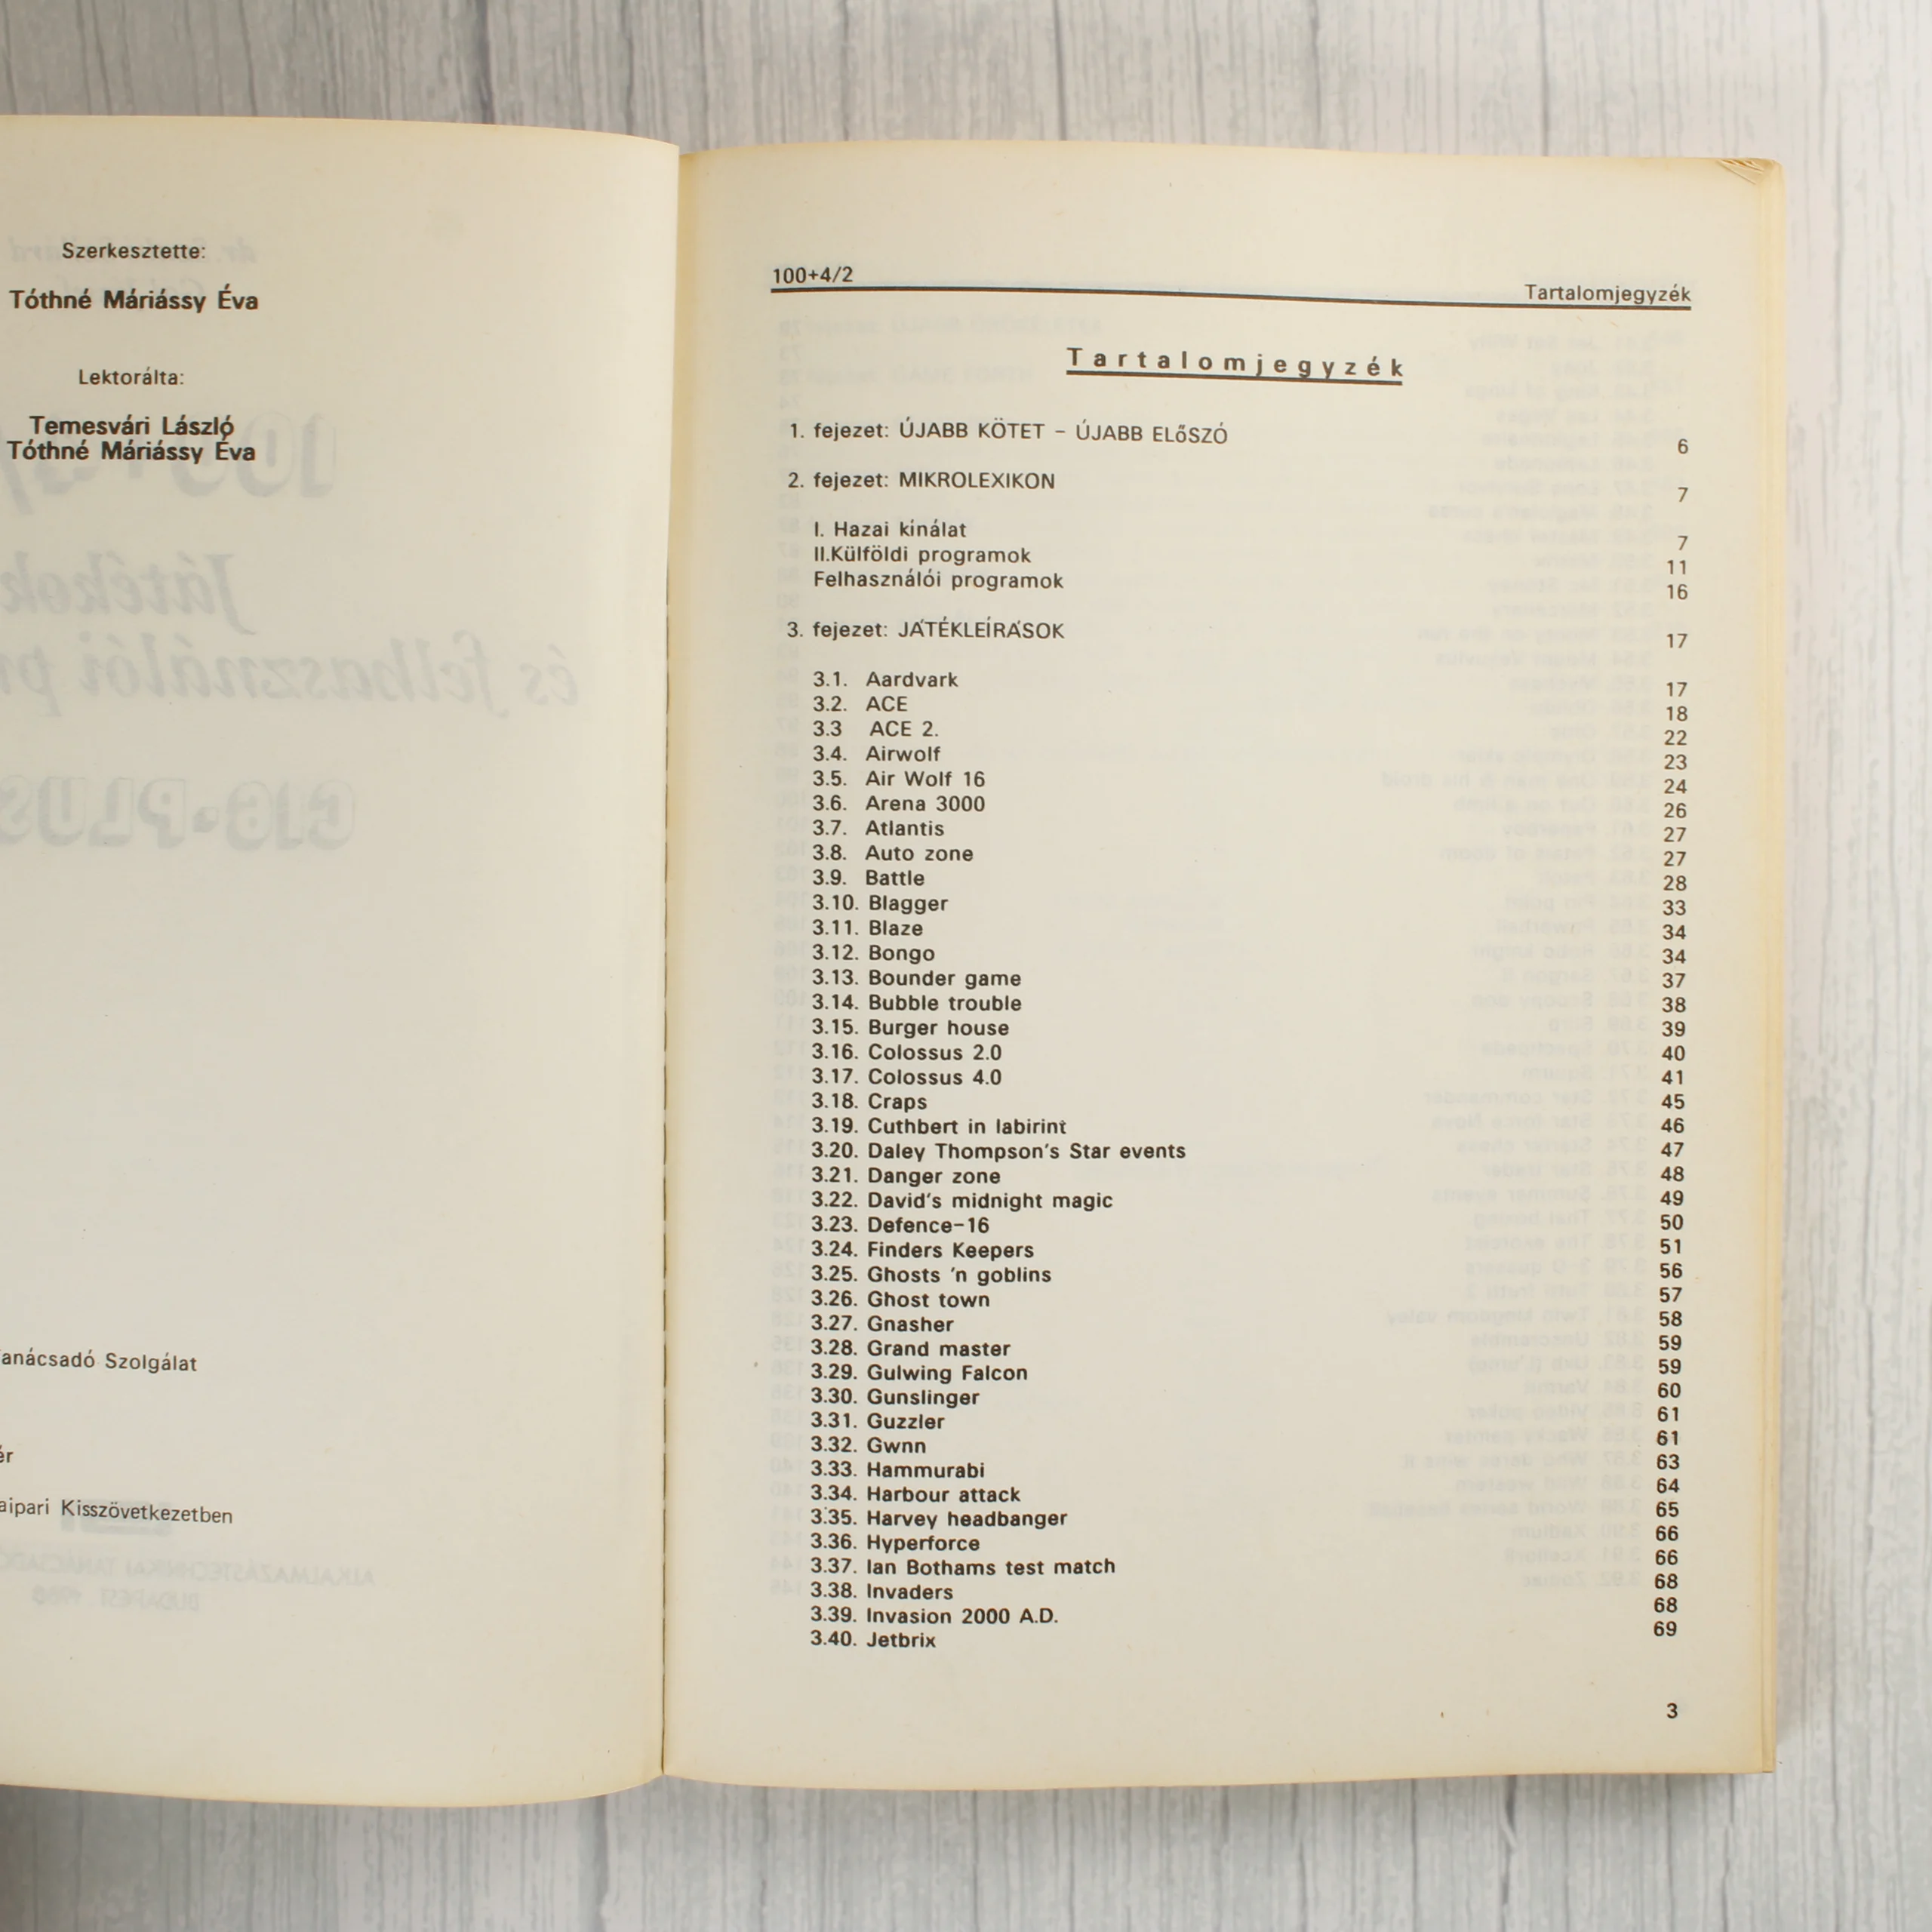 Szerkesztette:
Tóthné Máriássy Éva
Lektorálta:
Temesvári László
Tóthné Máriássy Éva
anácsadó Szolgálat
ér
aipari Kisszövetkezetben
100+4/2 Tartalomjegyzék
Tartalomjegyzék
1. fejezet: ÚJABB KÖTET - ÚJABB ELőSZÓ 6
2. fejezet: MIKROLEXIKON 7
I. Hazai kínálat 7
II.Külföldi programok 11
Felhasználói programok 16
3. fejezet: JÁTÉKLEÍRÁSOK 17
3.1. Aardvark 17
3.2. ACE 18
3.3 ACE 2. 22
3.4. Airwolf 23
3.5. Air Wolf 16 24
3.6. Arena 3000 26
3.7. Atlantis 27
3.8. Auto zone 27
3.9. Battle 28
3.10. Blagger 33
3.11. Blaze 34
3.12. Bongo 34
3.13. Bounder game 37
3.14. Bubble trouble 38
3.15. Burger house 39
3.16. Colossus 2.0 40
3.17. Colossus 4.0 41
3.18. Craps 45
3.19. Cuthbert in labirint 46
3.20. Daley Thompson's Star events 47
3.21. Danger zone 48
3.22. David's midnight magic 49
3.23. Defence-16 50
3.24. Finders Keepers 51
3.25. Ghosts 'n goblins 56
3.26. Ghost town 57
3.27. Gnasher 58
3.28. Grand master 59
3.29. Gulwing Falcon 59
3.30. Gunslinger 60
3.31. Guzzler 61
3.32. Gwnn 61
3.33. Hammurabi 63
3.34. Harbour attack 64
3.35. Harvey headbanger 65
3.36. Hyperforce 66
3.37. Ian Bothams test match 66
3.38. Invaders 68
3.39. Invasion 2000 A.D. 68
3.40. Jetbrix 69
3